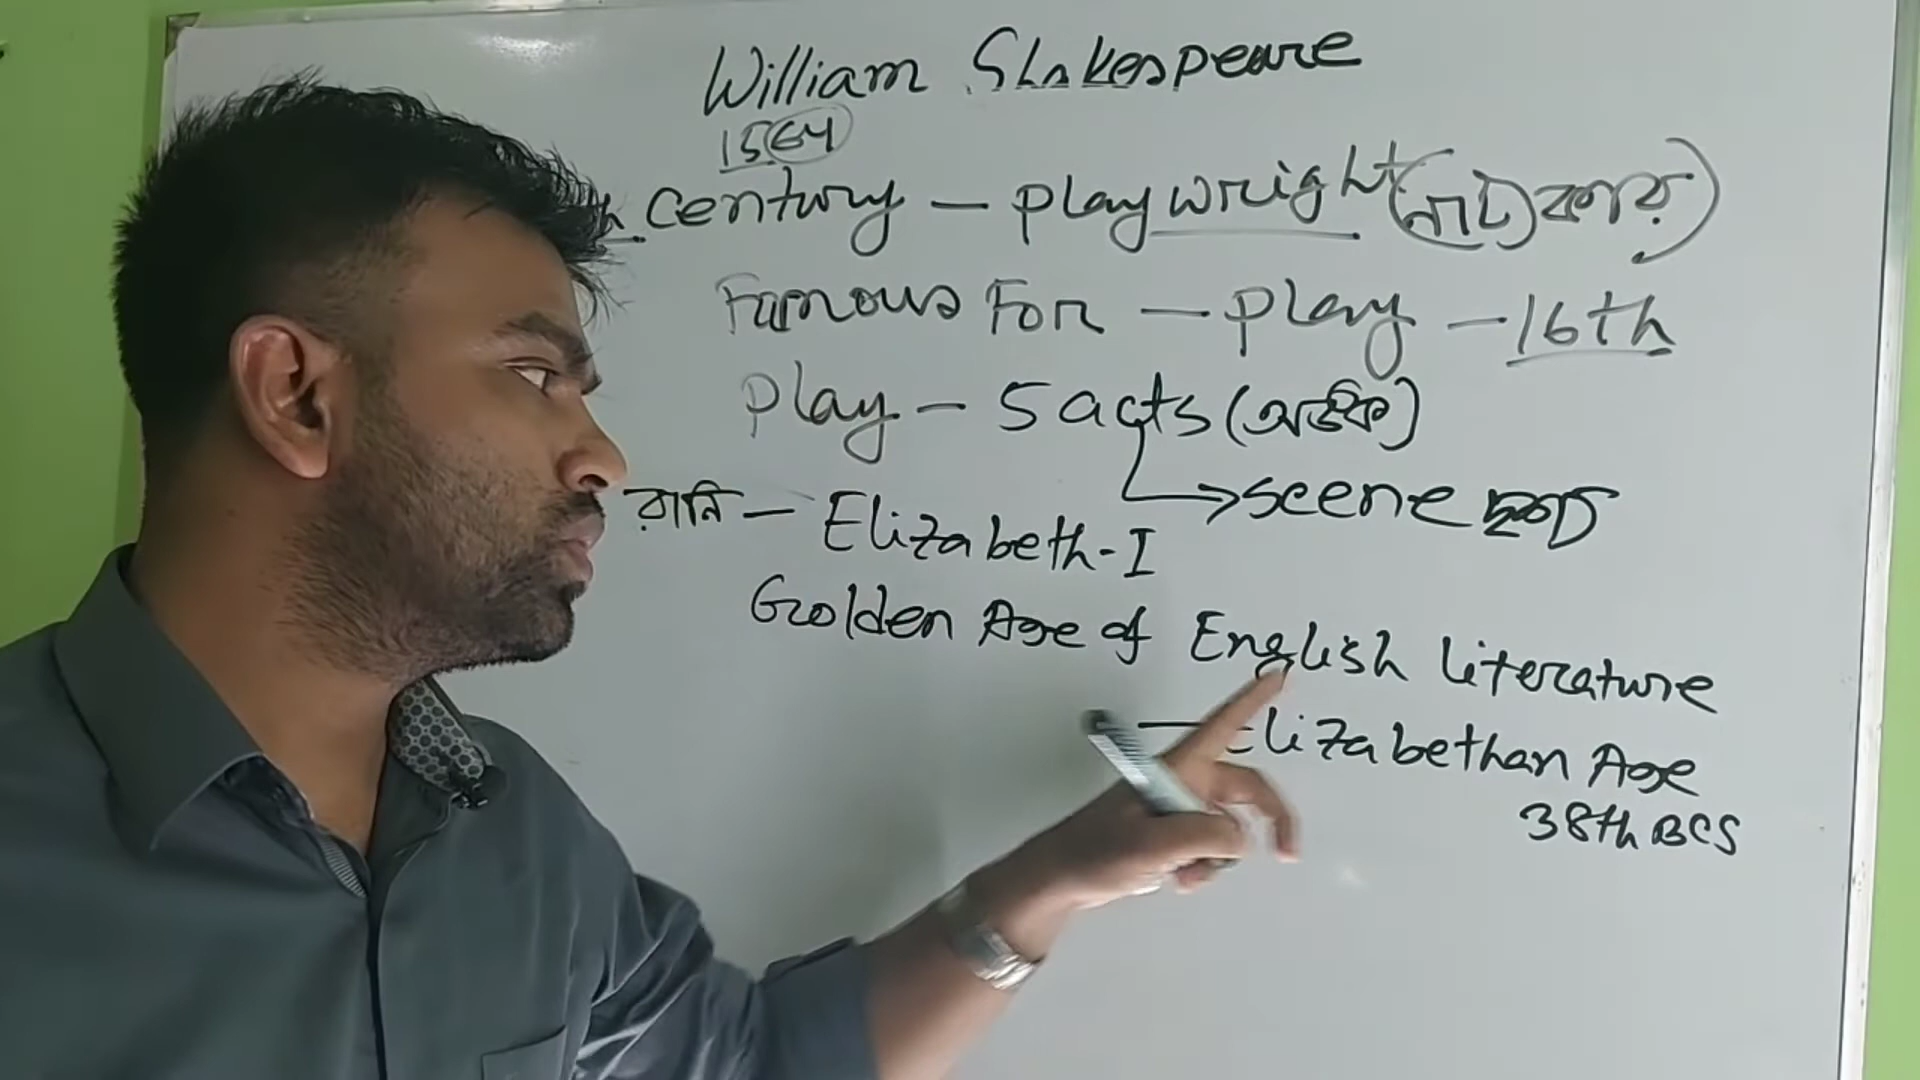 William Shakespeare
1564
th century - playwright (নাট্যকার)
Famous For - play - 16th
play - 5 acts (অঙ্ক)
→ scene
রানি - Elizabeth-I
Golden Age of English literature
- Elizabethan Age
38th BCS